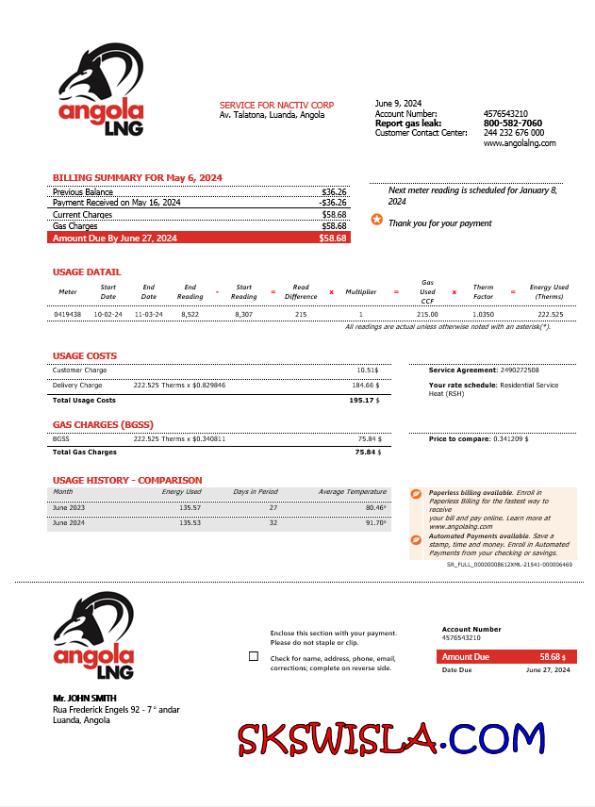 angola
LNG
SERVICE FOR NACTIV CORP
Av. Talatona, Luanda, Angola
June 9, 2024
Account Number: 4576543210
Report gas leak: 800-582-7060
Customer Contact Center: 244 232 676 000
www.angolalng.com
BILLING SUMMARY FOR May 6, 2024
Previous Balance $36.26
Payment Received on May 16, 2024 -$36.26
Current Charges $58.68
Gas Charges $58.68
Amount Due By June 27, 2024 $58.68
Next meter reading is scheduled for January 8,
2024
Thank you for your payment
USAGE DATAIL
Meter Start Date End Date End Reading - Start Reading = Read Difference x Multiplier = Gas Used CCF x Therm Factor = Energy Used (Therms)
0419438 10-02-24 11-03-24 8,522 8,307 215 1 215.00 1.0350 222.525
All readings are actual unless otherwise noted with an asterisk(*).
USAGE COSTS
Customer Charge 10.51$
Delivery Charge 222.525 Therms x $0.829846 184.66 $
Total Usage Costs 195.17 $
Service Agreement: 2490272508
Your rate schedule: Residential Service
Heat (RSH)
GAS CHARGES (BGSS)
BGSS 222.525 Therms x $0.340811 75.84 $
Total Gas Charges 75.84 $
Price to compare: 0.341209 $
USAGE HISTORY - COMPARISON
Month Energy Used Days in Period Average Temperature
June 2023 135.57 27 80.46°
June 2024 135.53 32 91.70°
Paperless billing available. Enroll in
Paperless Billing for the fastest way to
receive
your bill and pay online. Learn more at
www.angolalng.com
Automated Payments available. Save a
stamp, time and money. Enroll in Automated
Payments from your checking or savings.
SR_FULL_00000008612XML-21541-000006469
angola
LNG
Enclose this section with your payment.
Please do not staple or clip.
Check for name, address, phone, email,
corrections; complete on reverse side.
Account Number
4576543210
Amount Due 58.68 $
Date Due June 27, 2024
Mr. JOHN SMITH
Rua Frederick Engels 92 - 7° andar
Luanda, Angola
SKSWISLA.COM